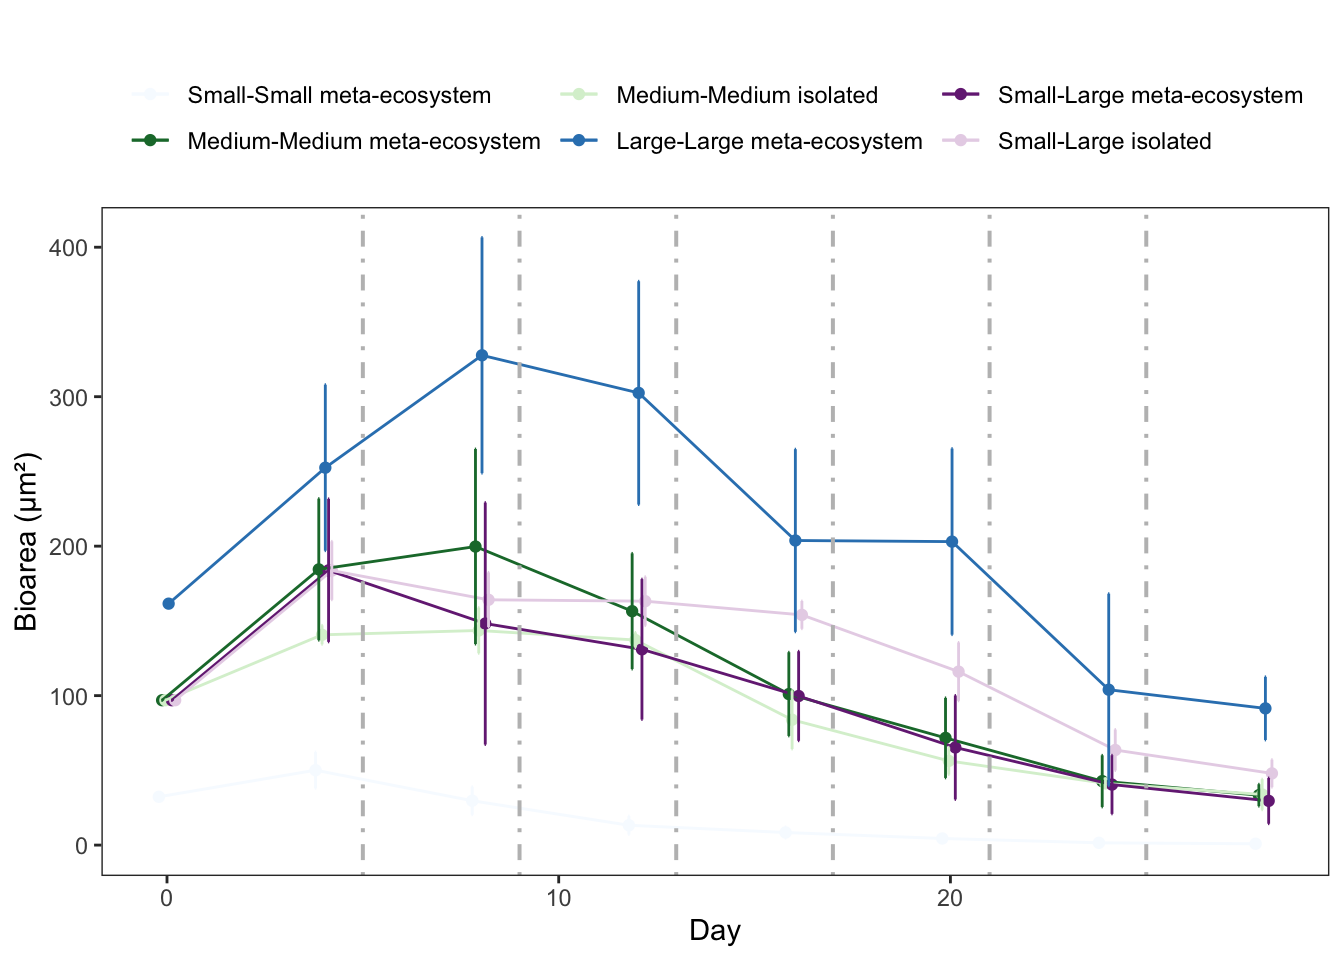 Small-Small meta-ecosystem Medium-Medium isolated Small-Large meta-ecosystem
Medium-Medium meta-ecosystem Large-Large meta-ecosystem Small-Large isolated
400
300
200
100
0
Bioarea (µm²)
0 10 20
Day